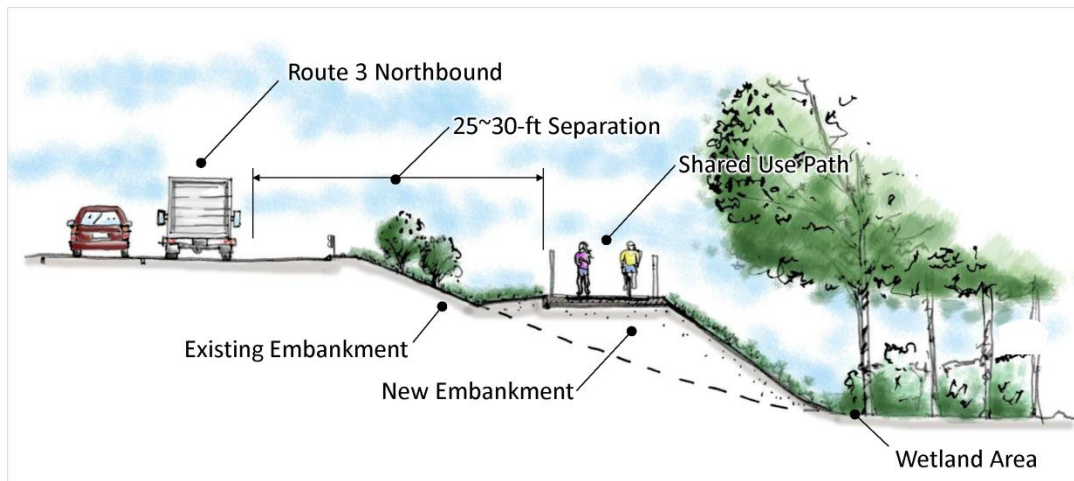 Route 3 Northbound
25~30-ft Separation
Shared Use Path
Existing Embankment
New Embankment
Wetland Area